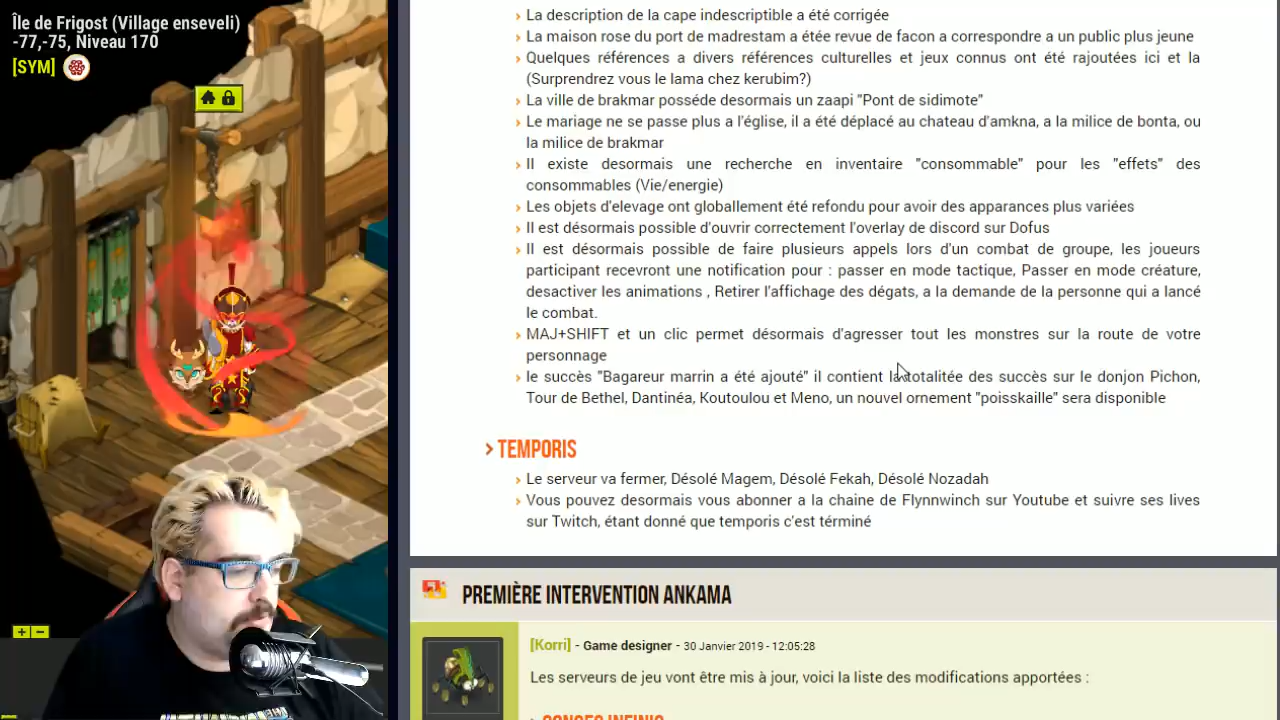 Île de Frigost (Village enseveli)
-77,-75, Niveau 170
[SYM]
La description de la cape indescriptible a été corrigée
La maison rose du port de madrestam a étée revue de facon a correspondre a un public plus jeune
Quelques références a divers références culturelles et jeux connus ont été rajoutées ici et la
(Surprendrez vous le lama chez kerubim?)
La ville de brakmar posséde desormais un zaapi "Pont de sidimote"
Le mariage ne se passe plus a l'église, il a été déplacé au chateau d'amkna, a la milice de bonta, ou
la milice de brakmar
Il existe desormais une recherche en inventaire "consommable" pour les "effets" des
consommables (Vie/energie)
Les objets d'elevage ont globallement été refondu pour avoir des apparances plus variées
Il est désormais possible d'ouvrir correctement l'overlay de discord sur Dofus
Il est désormais possible de faire plusieurs appels lors d'un combat de groupe, les joueurs
participant recevront une notification pour : passer en mode tactique, Passer en mode créature,
desactiver les animations , Retirer l'affichage des dégats, a la demande de la personne qui a lancé
le combat.
MAJ+SHIFT et un clic permet désormais d'agresser tout les monstres sur la route de votre
personnage
le succès "Bagareur marrin a été ajouté" il contient la totalitée des succès sur le donjon Pichon,
Tour de Bethel, Dantinéa, Koutoulou et Meno, un nouvel ornement "poisskaille" sera disponible
TEMPORIS
Le serveur va fermer, Désolé Magem, Désolé Fekah, Désolé Nozadah
Vous pouvez desormais vous abonner a la chaine de Flynnwinch sur Youtube et suivre ses lives
sur Twitch, étant donné que temporis c'est términé
PREMIÈRE INTERVENTION ANKAMA
[Korri] - Game designer - 30 Janvier 2019 - 12:05:28
Les serveurs de jeu vont être mis à jour, voici la liste des modifications apportées :